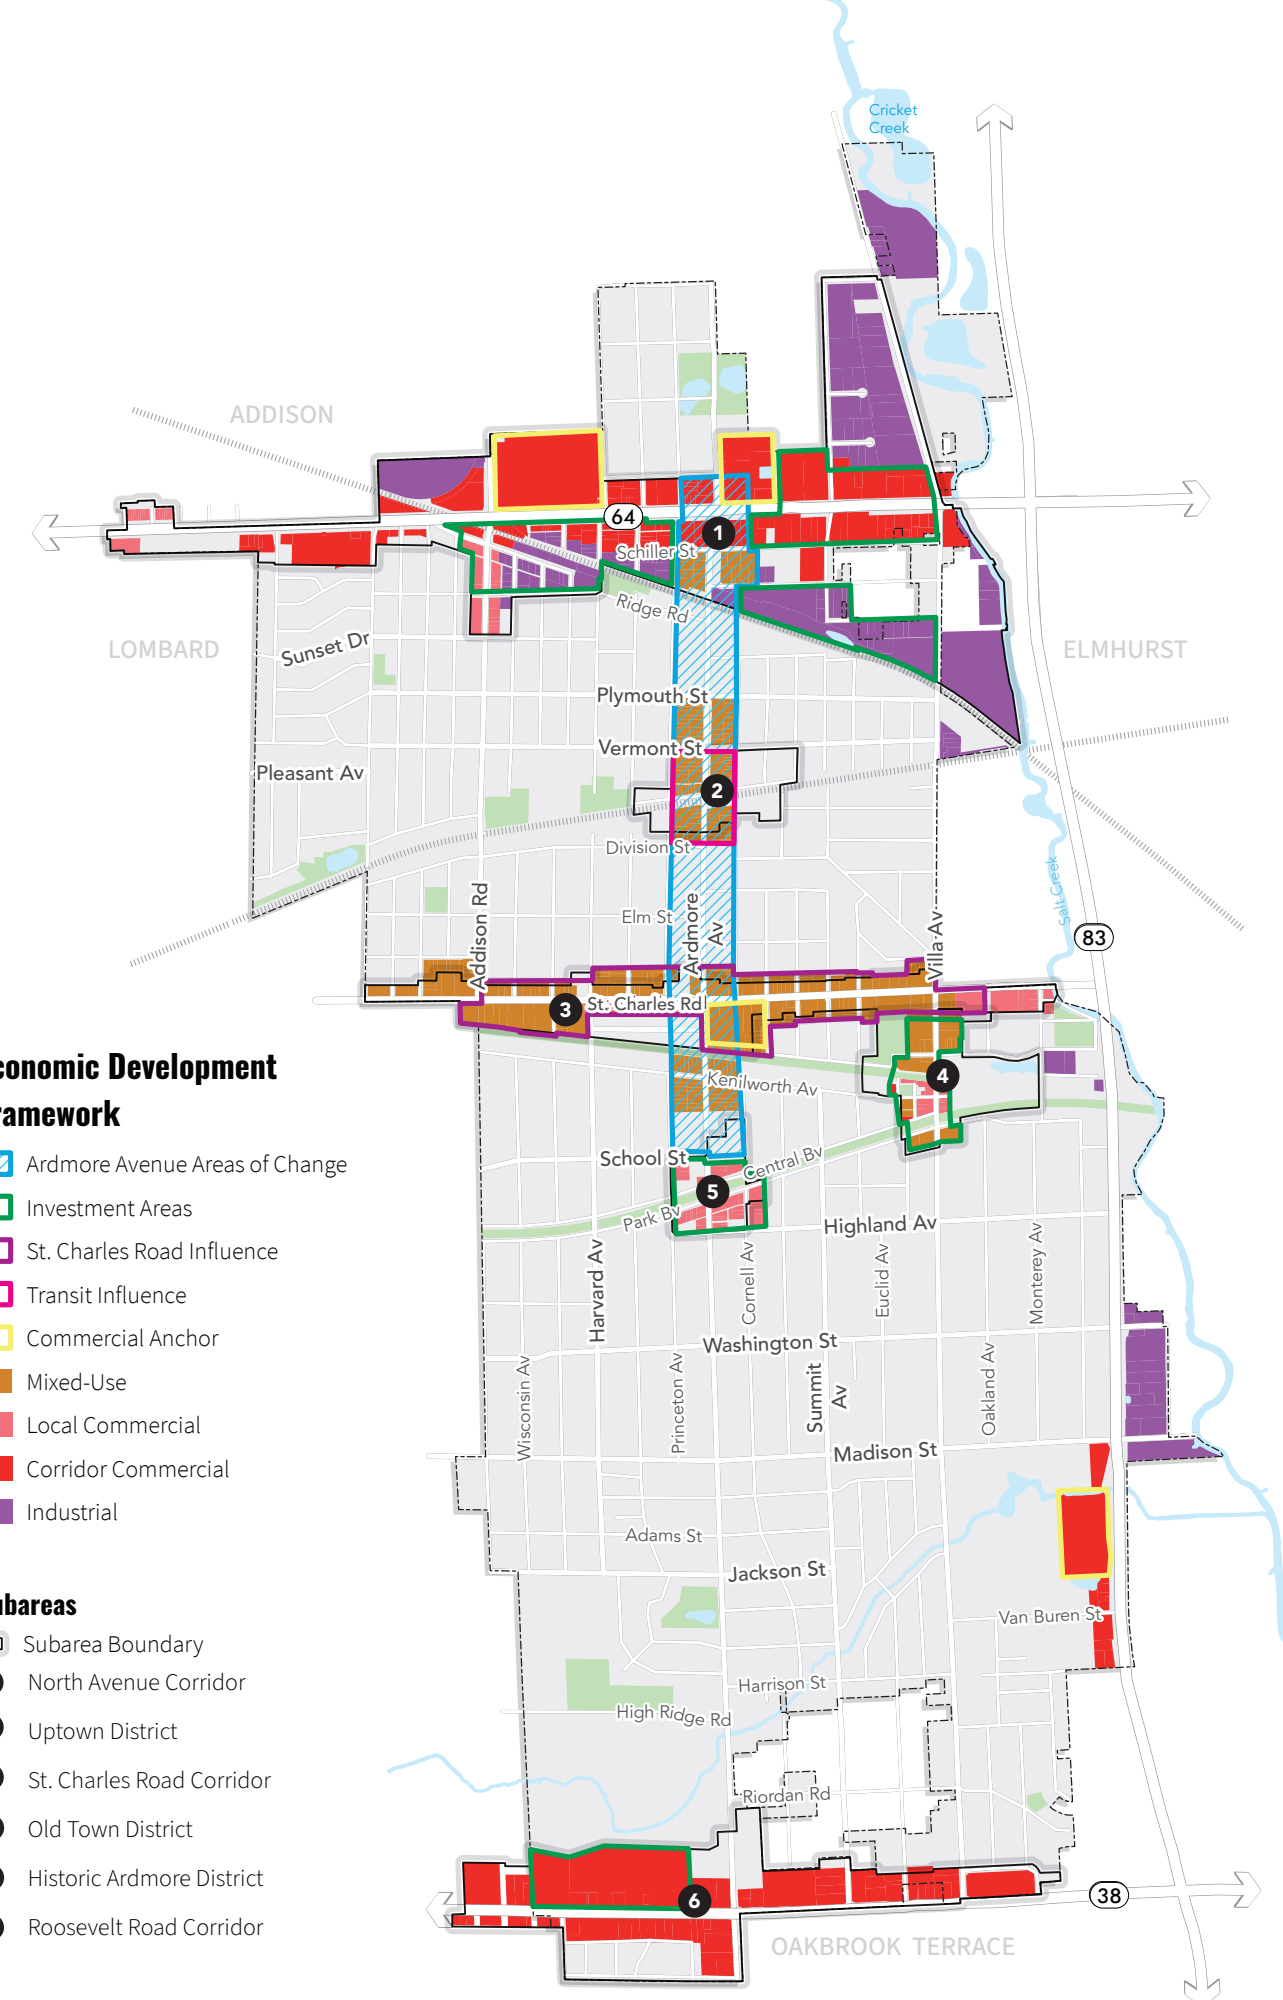 Cricket
Creek
ADDISON
64
1
Schiller St
Ridge Rd
LOMBARD
Sunset Dr
ELMHURST
Plymouth St
Vermont St
Pleasant Av
2
Division St
Addison Rd
Elm St
Ardmore
Av
Villa Av
Salt Creek
83
3
St. Charles Rd
4
Kenilworth Av
School St
Central Bv
5
Park Bv
Highland Av
Harvard Av
Cornell Av
Euclid Av
Monterey Av
Washington St
Wisconsin Av
Princeton Av
Summit
Av
Oakland Av
Madison St
Adams St
Jackson St
Van Buren St
Harrison St
High Ridge Rd
Riordan Rd
6
38
OAKBROOK TERRACE
conomic Development
ramework
Ardmore Avenue Areas of Change
Investment Areas
St. Charles Road Influence
Transit Influence
Commercial Anchor
Mixed-Use
Local Commercial
Corridor Commercial
Industrial
ubareas
Subarea Boundary
North Avenue Corridor
Uptown District
St. Charles Road Corridor
Old Town District
Historic Ardmore District
Roosevelt Road Corridor